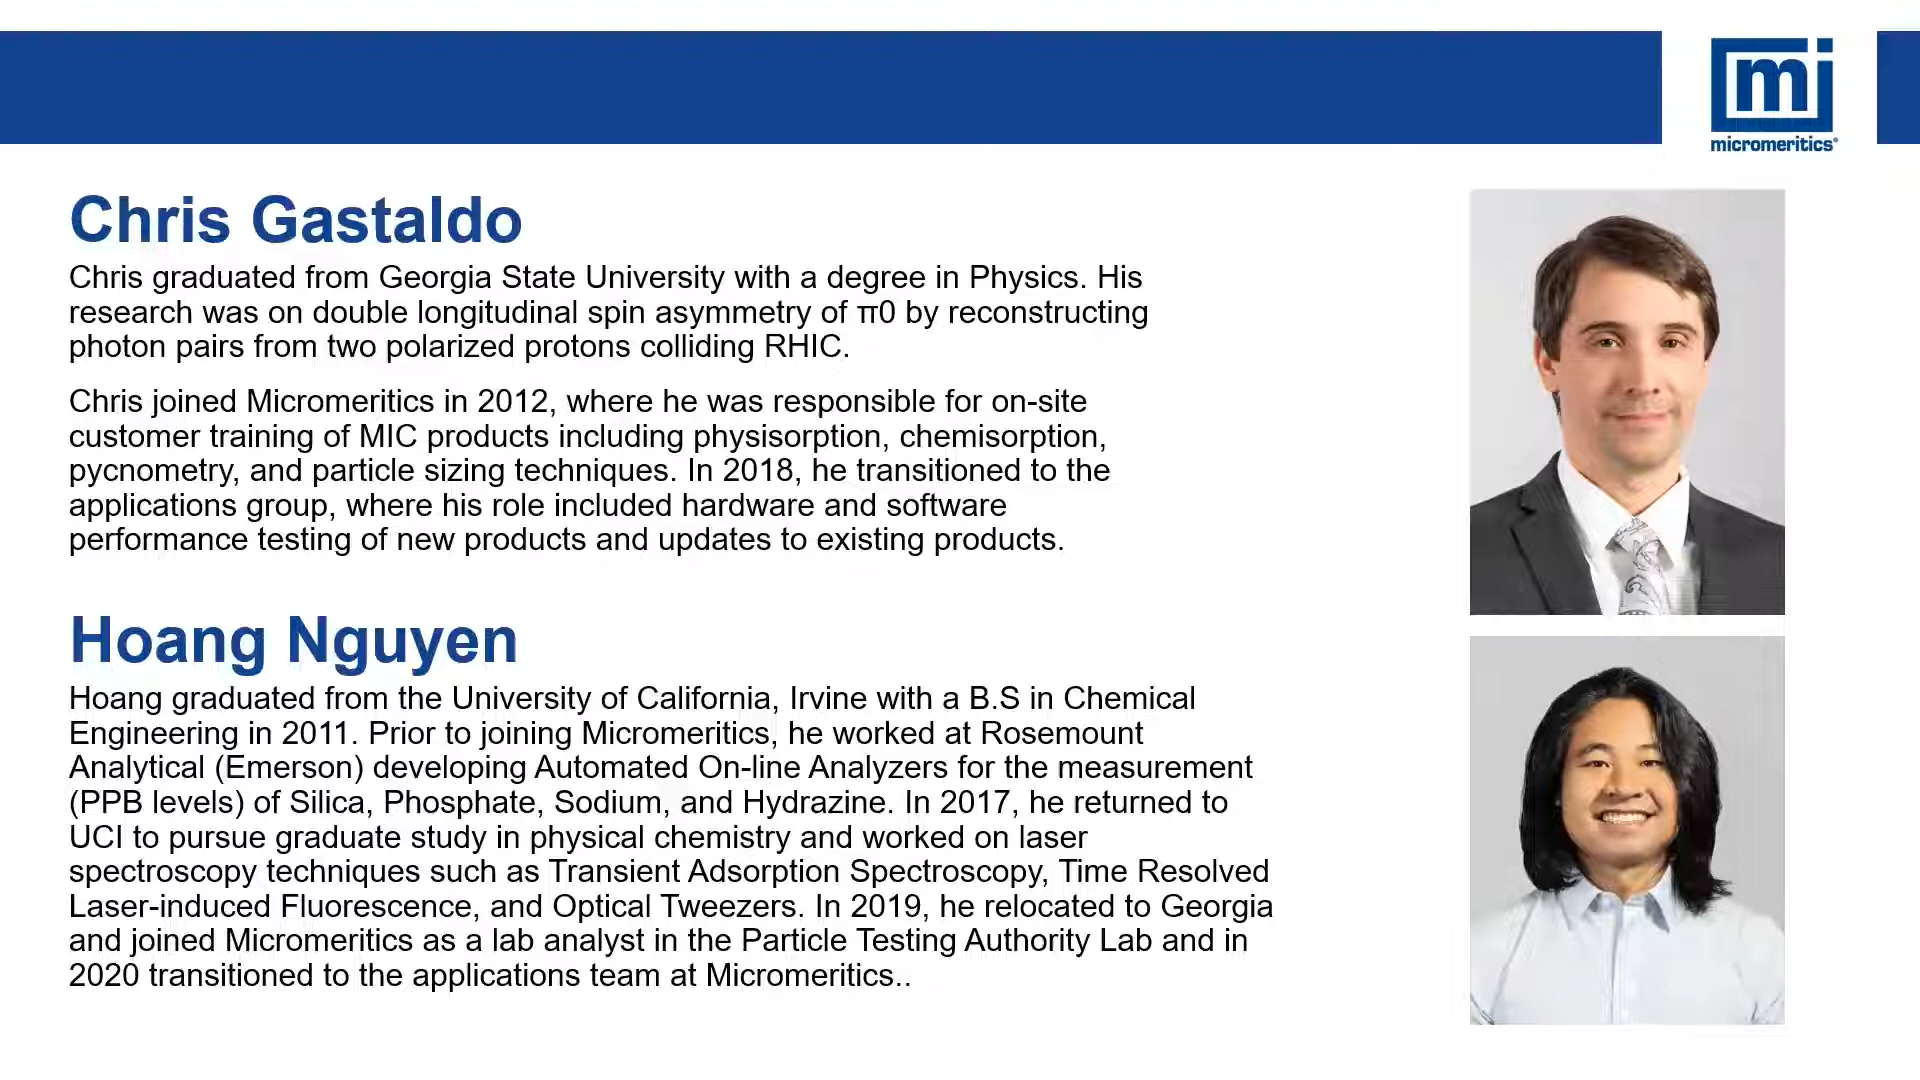 mi
micromeritics®
Chris Gastaldo
Chris graduated from Georgia State University with a degree in Physics. His
research was on double longitudinal spin asymmetry of π0 by reconstructing
photon pairs from two polarized protons colliding RHIC.
Chris joined Micromeritics in 2012, where he was responsible for on-site
customer training of MIC products including physisorption, chemisorption,
pycnometry, and particle sizing techniques. In 2018, he transitioned to the
applications group, where his role included hardware and software
performance testing of new products and updates to existing products.
Hoang Nguyen
Hoang graduated from the University of California, Irvine with a B.S in Chemical
Engineering in 2011. Prior to joining Micromeritics, he worked at Rosemount
Analytical (Emerson) developing Automated On-line Analyzers for the measurement
(PPB levels) of Silica, Phosphate, Sodium, and Hydrazine. In 2017, he returned to
UCI to pursue graduate study in physical chemistry and worked on laser
spectroscopy techniques such as Transient Adsorption Spectroscopy, Time Resolved
Laser-induced Fluorescence, and Optical Tweezers. In 2019, he relocated to Georgia
and joined Micromeritics as a lab analyst in the Particle Testing Authority Lab and in
2020 transitioned to the applications team at Micromeritics..